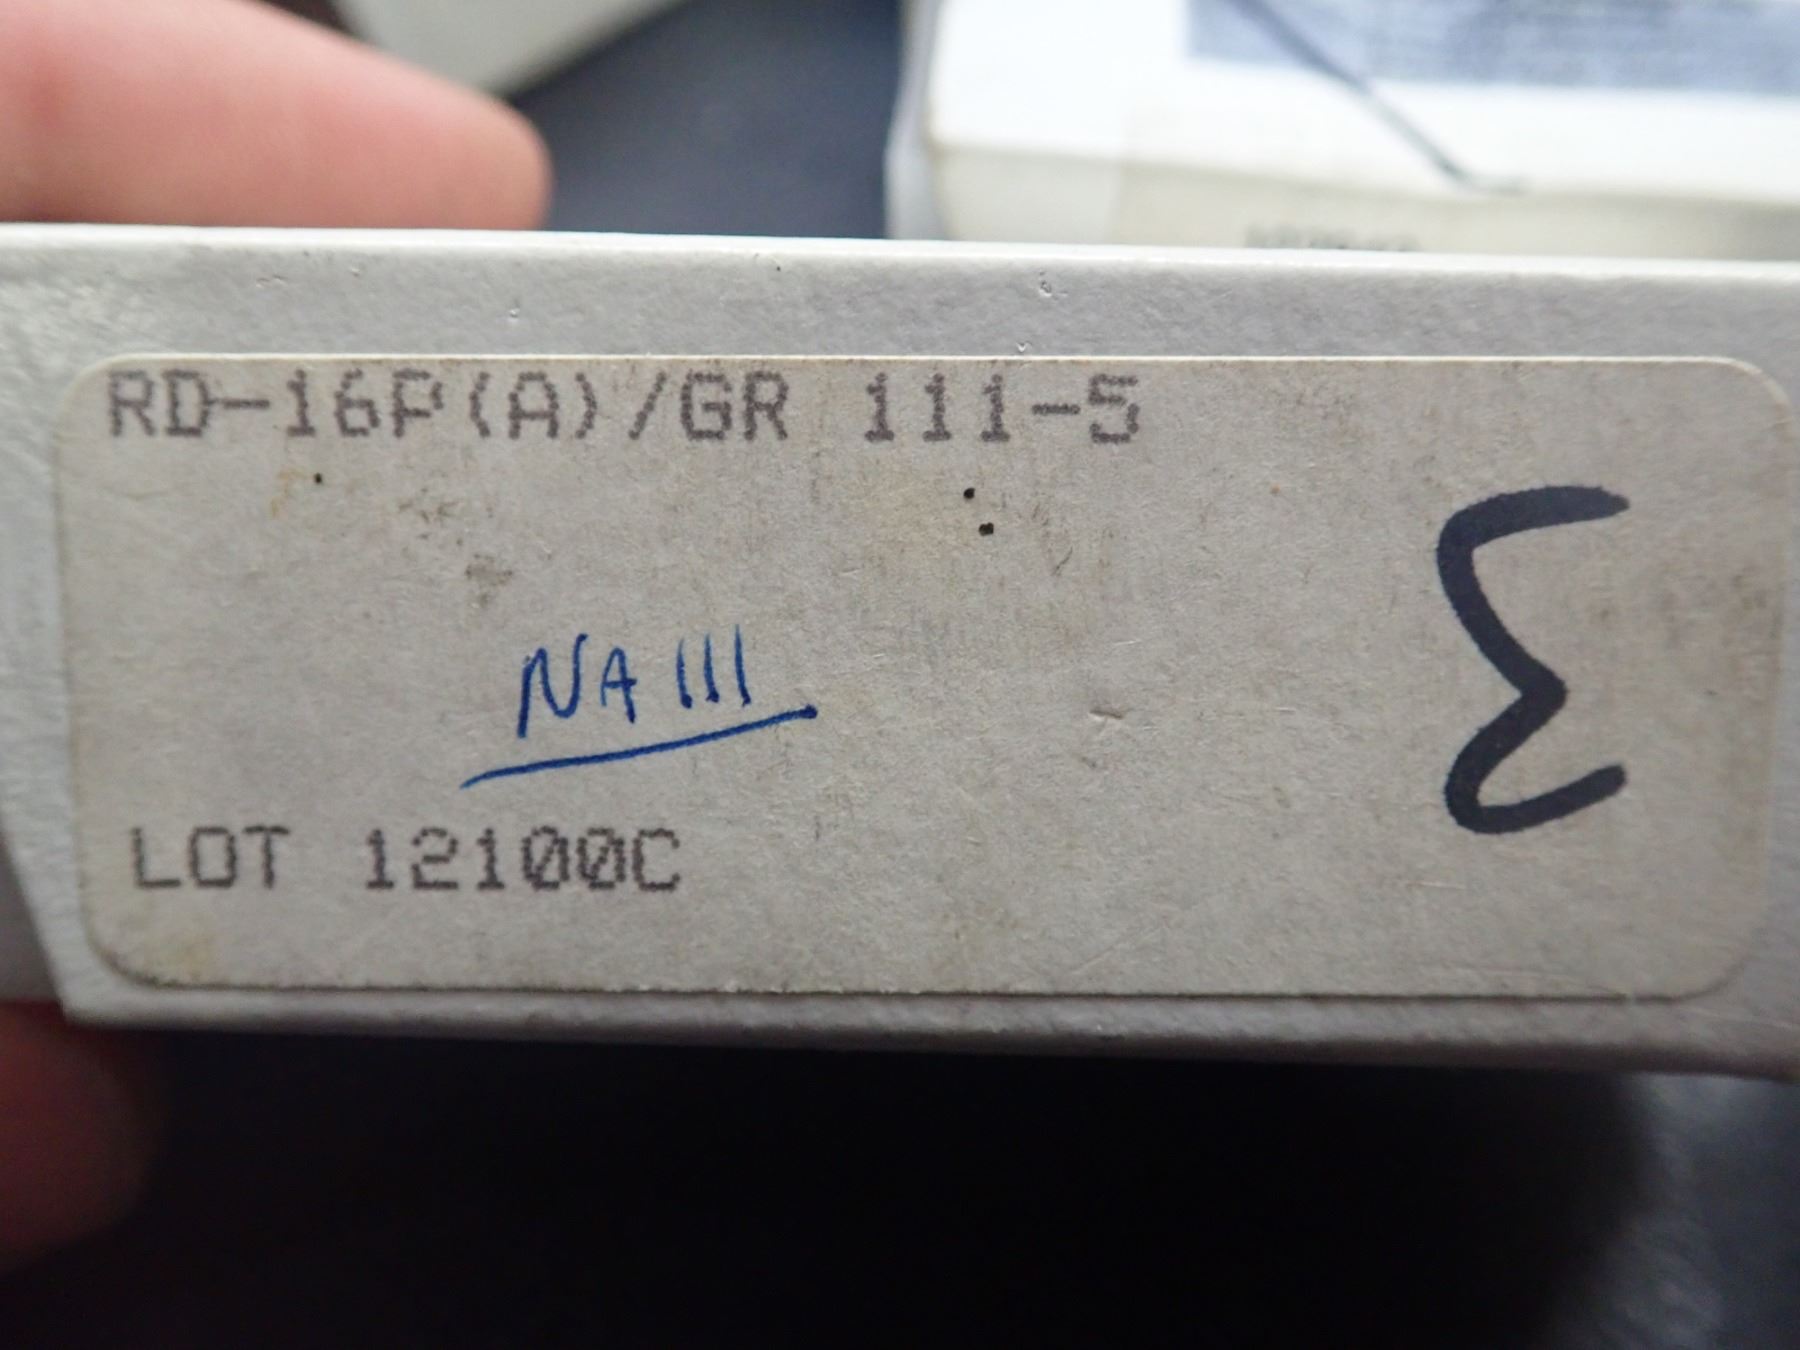 RD-16P(A)/GR 111-5
NA III
LOT 12100C